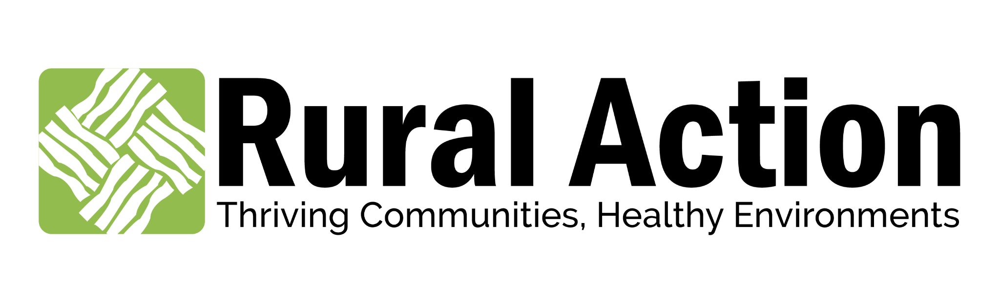 Rural Action
Thriving Communities, Healthy Environments